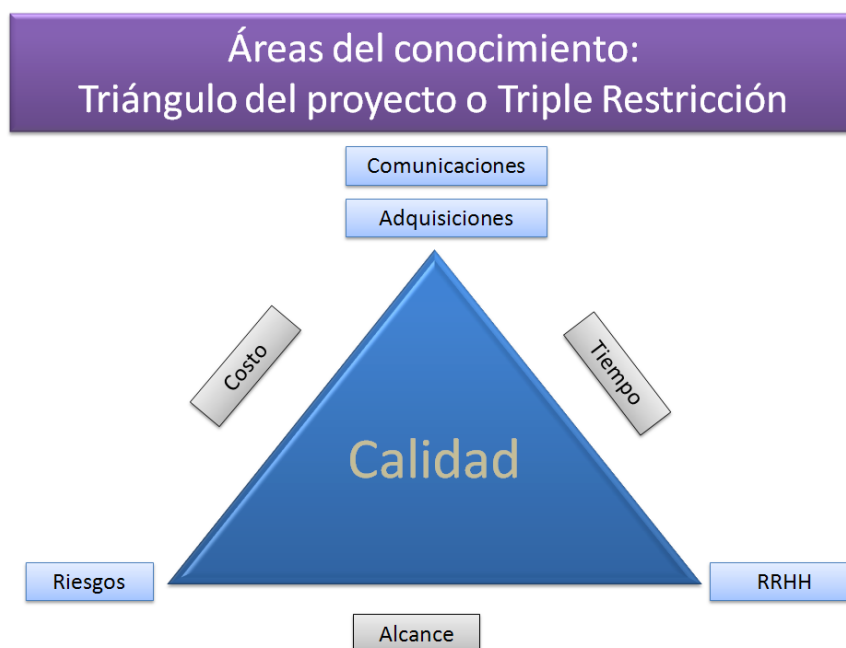 Áreas del conocimiento:
Triángulo del proyecto o Triple Restricción
Comunicaciones
Adquisiciones
Costo
Tiempo
Calidad
Riesgos
RRHH
Alcance